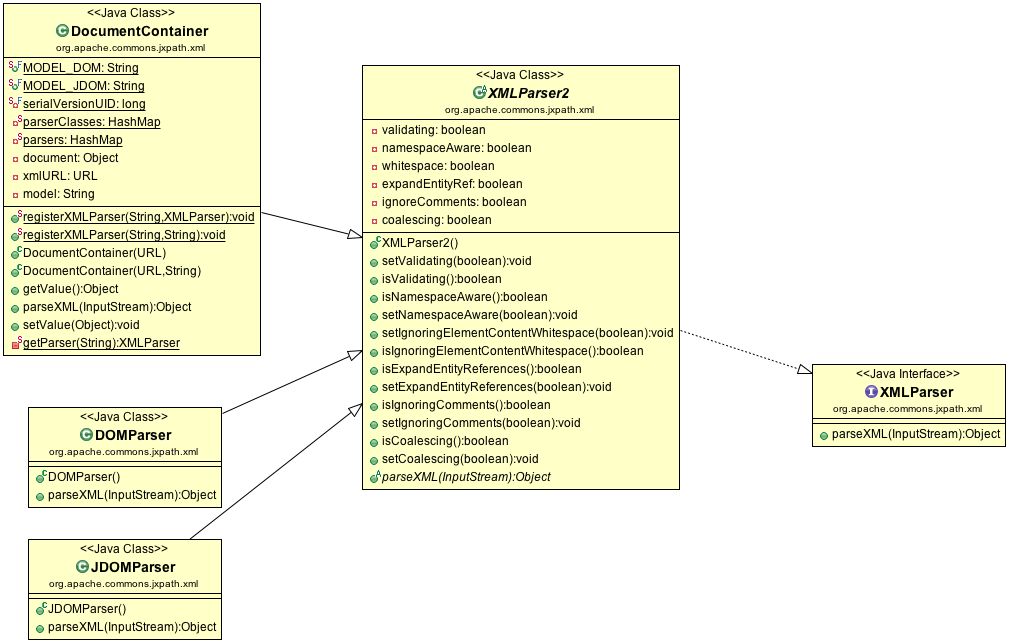 <<Java Class>>
DocumentContainer
org.apache.commons.jxpath.xml
MODEL_DOM: String
MODEL_JDOM: String
serialVersionUID: long
parserClasses: HashMap
parsers: HashMap
document: Object
xmlURL: URL
model: String
registerXMLParser(String,XMLParser):void
registerXMLParser(String,String):void
DocumentContainer(URL)
DocumentContainer(URL,String)
getValue():Object
parseXML(InputStream):Object
setValue(Object):void
getParser(String):XMLParser
<<Java Class>>
XMLParser2
org.apache.commons.jxpath.xml
validating: boolean
namespaceAware: boolean
whitespace: boolean
expandEntityRef: boolean
ignoreComments: boolean
coalescing: boolean
XMLParser2()
setValidating(boolean):void
isValidating():boolean
isNamespaceAware():boolean
setNamespaceAware(boolean):void
setIgnoringElementContentWhitespace(boolean):void
isIgnoringElementContentWhitespace():boolean
isExpandEntityReferences():boolean
setExpandEntityReferences(boolean):void
isIgnoringComments():boolean
setIgnoringComments(boolean):void
isCoalescing():boolean
setCoalescing(boolean):void
parseXML(InputStream):Object
<<Java Interface>>
XMLParser
org.apache.commons.jxpath.xml
parseXML(InputStream):Object
<<Java Class>>
DOMParser
org.apache.commons.jxpath.xml
DOMParser()
parseXML(InputStream):Object
<<Java Class>>
JDOMParser
org.apache.commons.jxpath.xml
JDOMParser()
parseXML(InputStream):Object